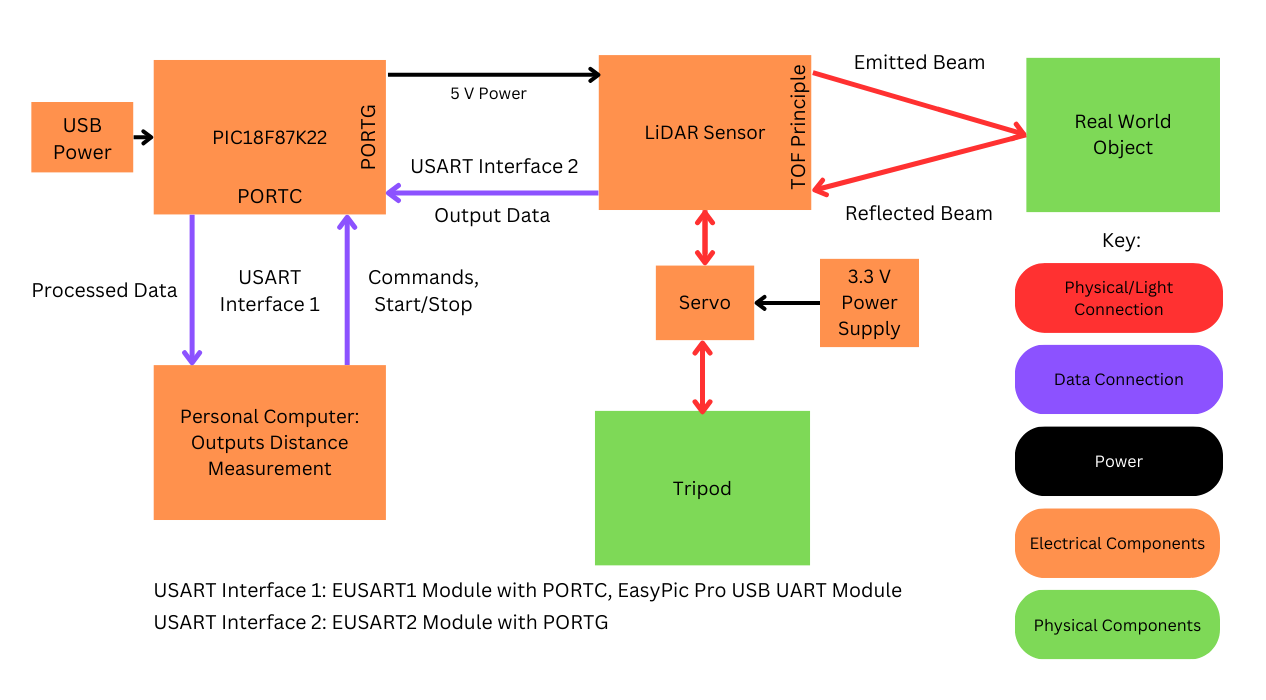 USB
Power
PIC18F87K22
PORTG
PORTC
5 V Power
USART Interface 2
Output Data
LiDAR Sensor
TOF Principle
Emitted Beam
Reflected Beam
Real World
Object
Processed Data
USART
Interface 1
Commands,
Start/Stop
Servo
3.3 V
Power
Supply
Personal Computer:
Outputs Distance
Measurement
Tripod
Key:
Physical/Light
Connection
Data Connection
Power
Electrical Components
Physical Components
USART Interface 1: EUSART1 Module with PORTC, EasyPic Pro USB UART Module
USART Interface 2: EUSART2 Module with PORTG